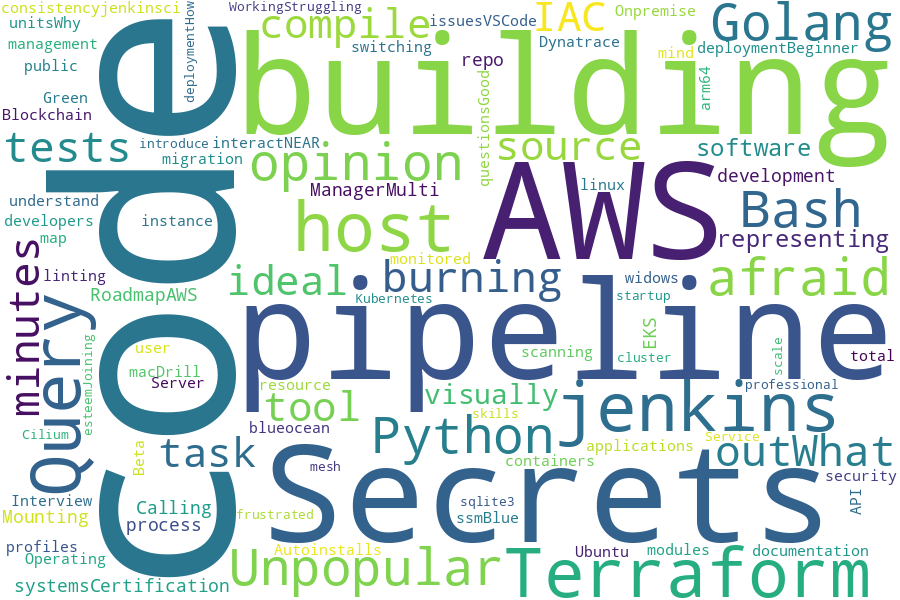 consistencyjenkinsci
unitsWhy
management
public
Green
Blockchain
tests
understand
developers
map
linting
minutes
Query
esteemJoining
Cilium
Interview
Mounting
profiles
Operating
systemsCertification
Code
deploymentHow
introduce
migration
instance
RoadmapAWS
user
macDrill
Server
task
Beta
Calling
process
WorkingStruggling
compile
issuesVSCode
switching
repo
IAC
Dynatrace
Onpremise
mind
Golang
deploymentBeginner
arm64
building
interactNEAR
opinion
questionsGood
source
software
ManagerMulti
linux
development
AWS
host
Bash
representing
monitored
ideal
burning
Kubernetes
widows
startup
afraid
pipeline
EKS
scanning
cluster
scale
total
resource
tool
blueocean
visually
skills
jenkins
professional
Python
mesh
containers
applications
Service
outWhat
security
Secrets
sqlite3
ssmBlue
API
frustrated
Autoinstalls
Unpopular
Terraform
Ubuntu
modules
documentation